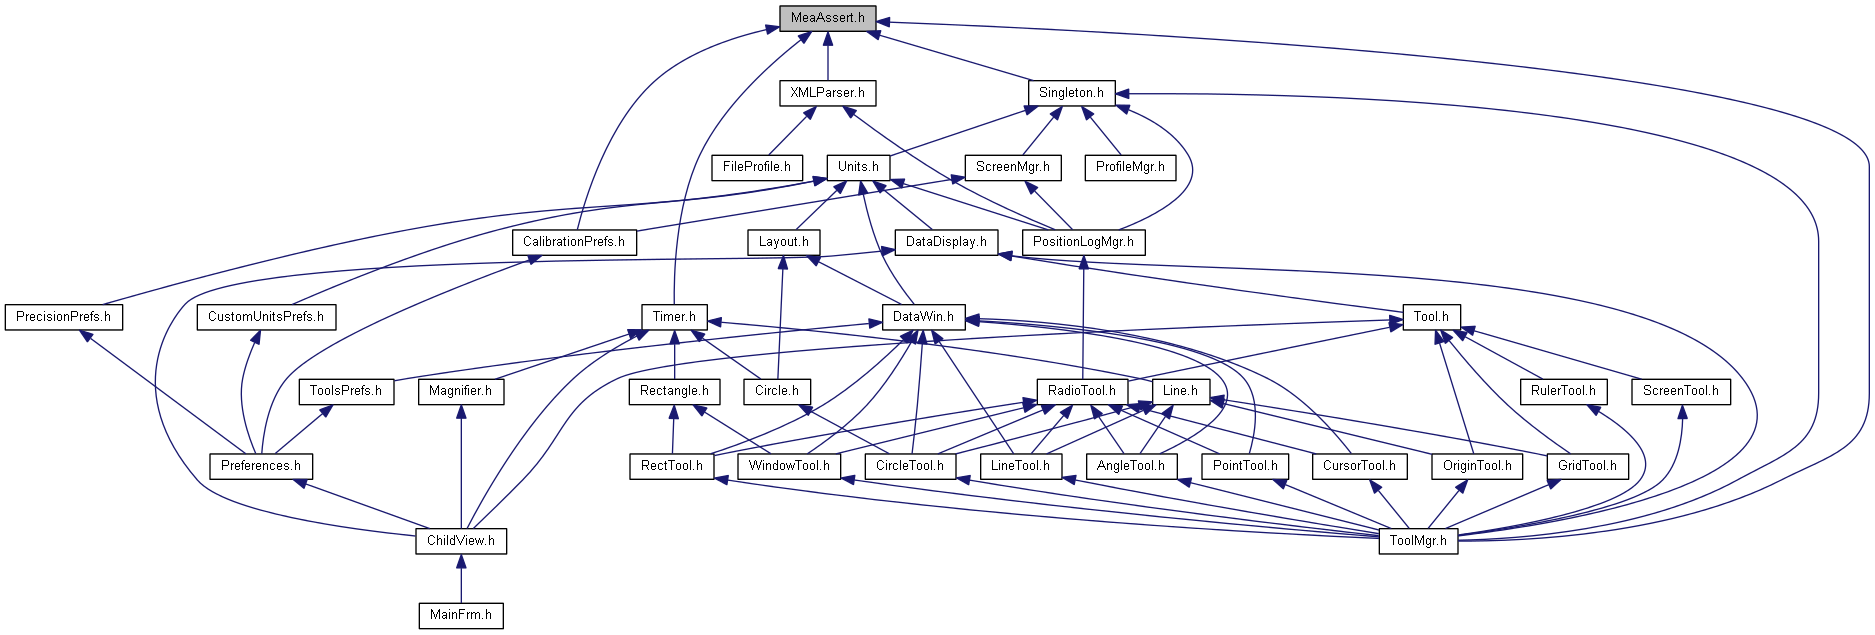 MeaAssert.h
XMLParser.h
Singleton.h
FileProfile.h
Units.h
ScreenMgr.h
ProfileMgr.h
CalibrationPrefs.h
Layout.h
DataDisplay.h
PositionLogMgr.h
PrecisionPrefs.h
CustomUnitsPrefs.h
Timer.h
DataWin.h
Tool.h
ToolsPrefs.h
Magnifier.h
Rectangle.h
Circle.h
RadioTool.h
Line.h
RulerTool.h
ScreenTool.h
Preferences.h
RectTool.h
WindowTool.h
CircleTool.h
LineTool.h
AngleTool.h
PointTool.h
CursorTool.h
OriginTool.h
GridTool.h
ChildView.h
ToolMgr.h
MainFrm.h